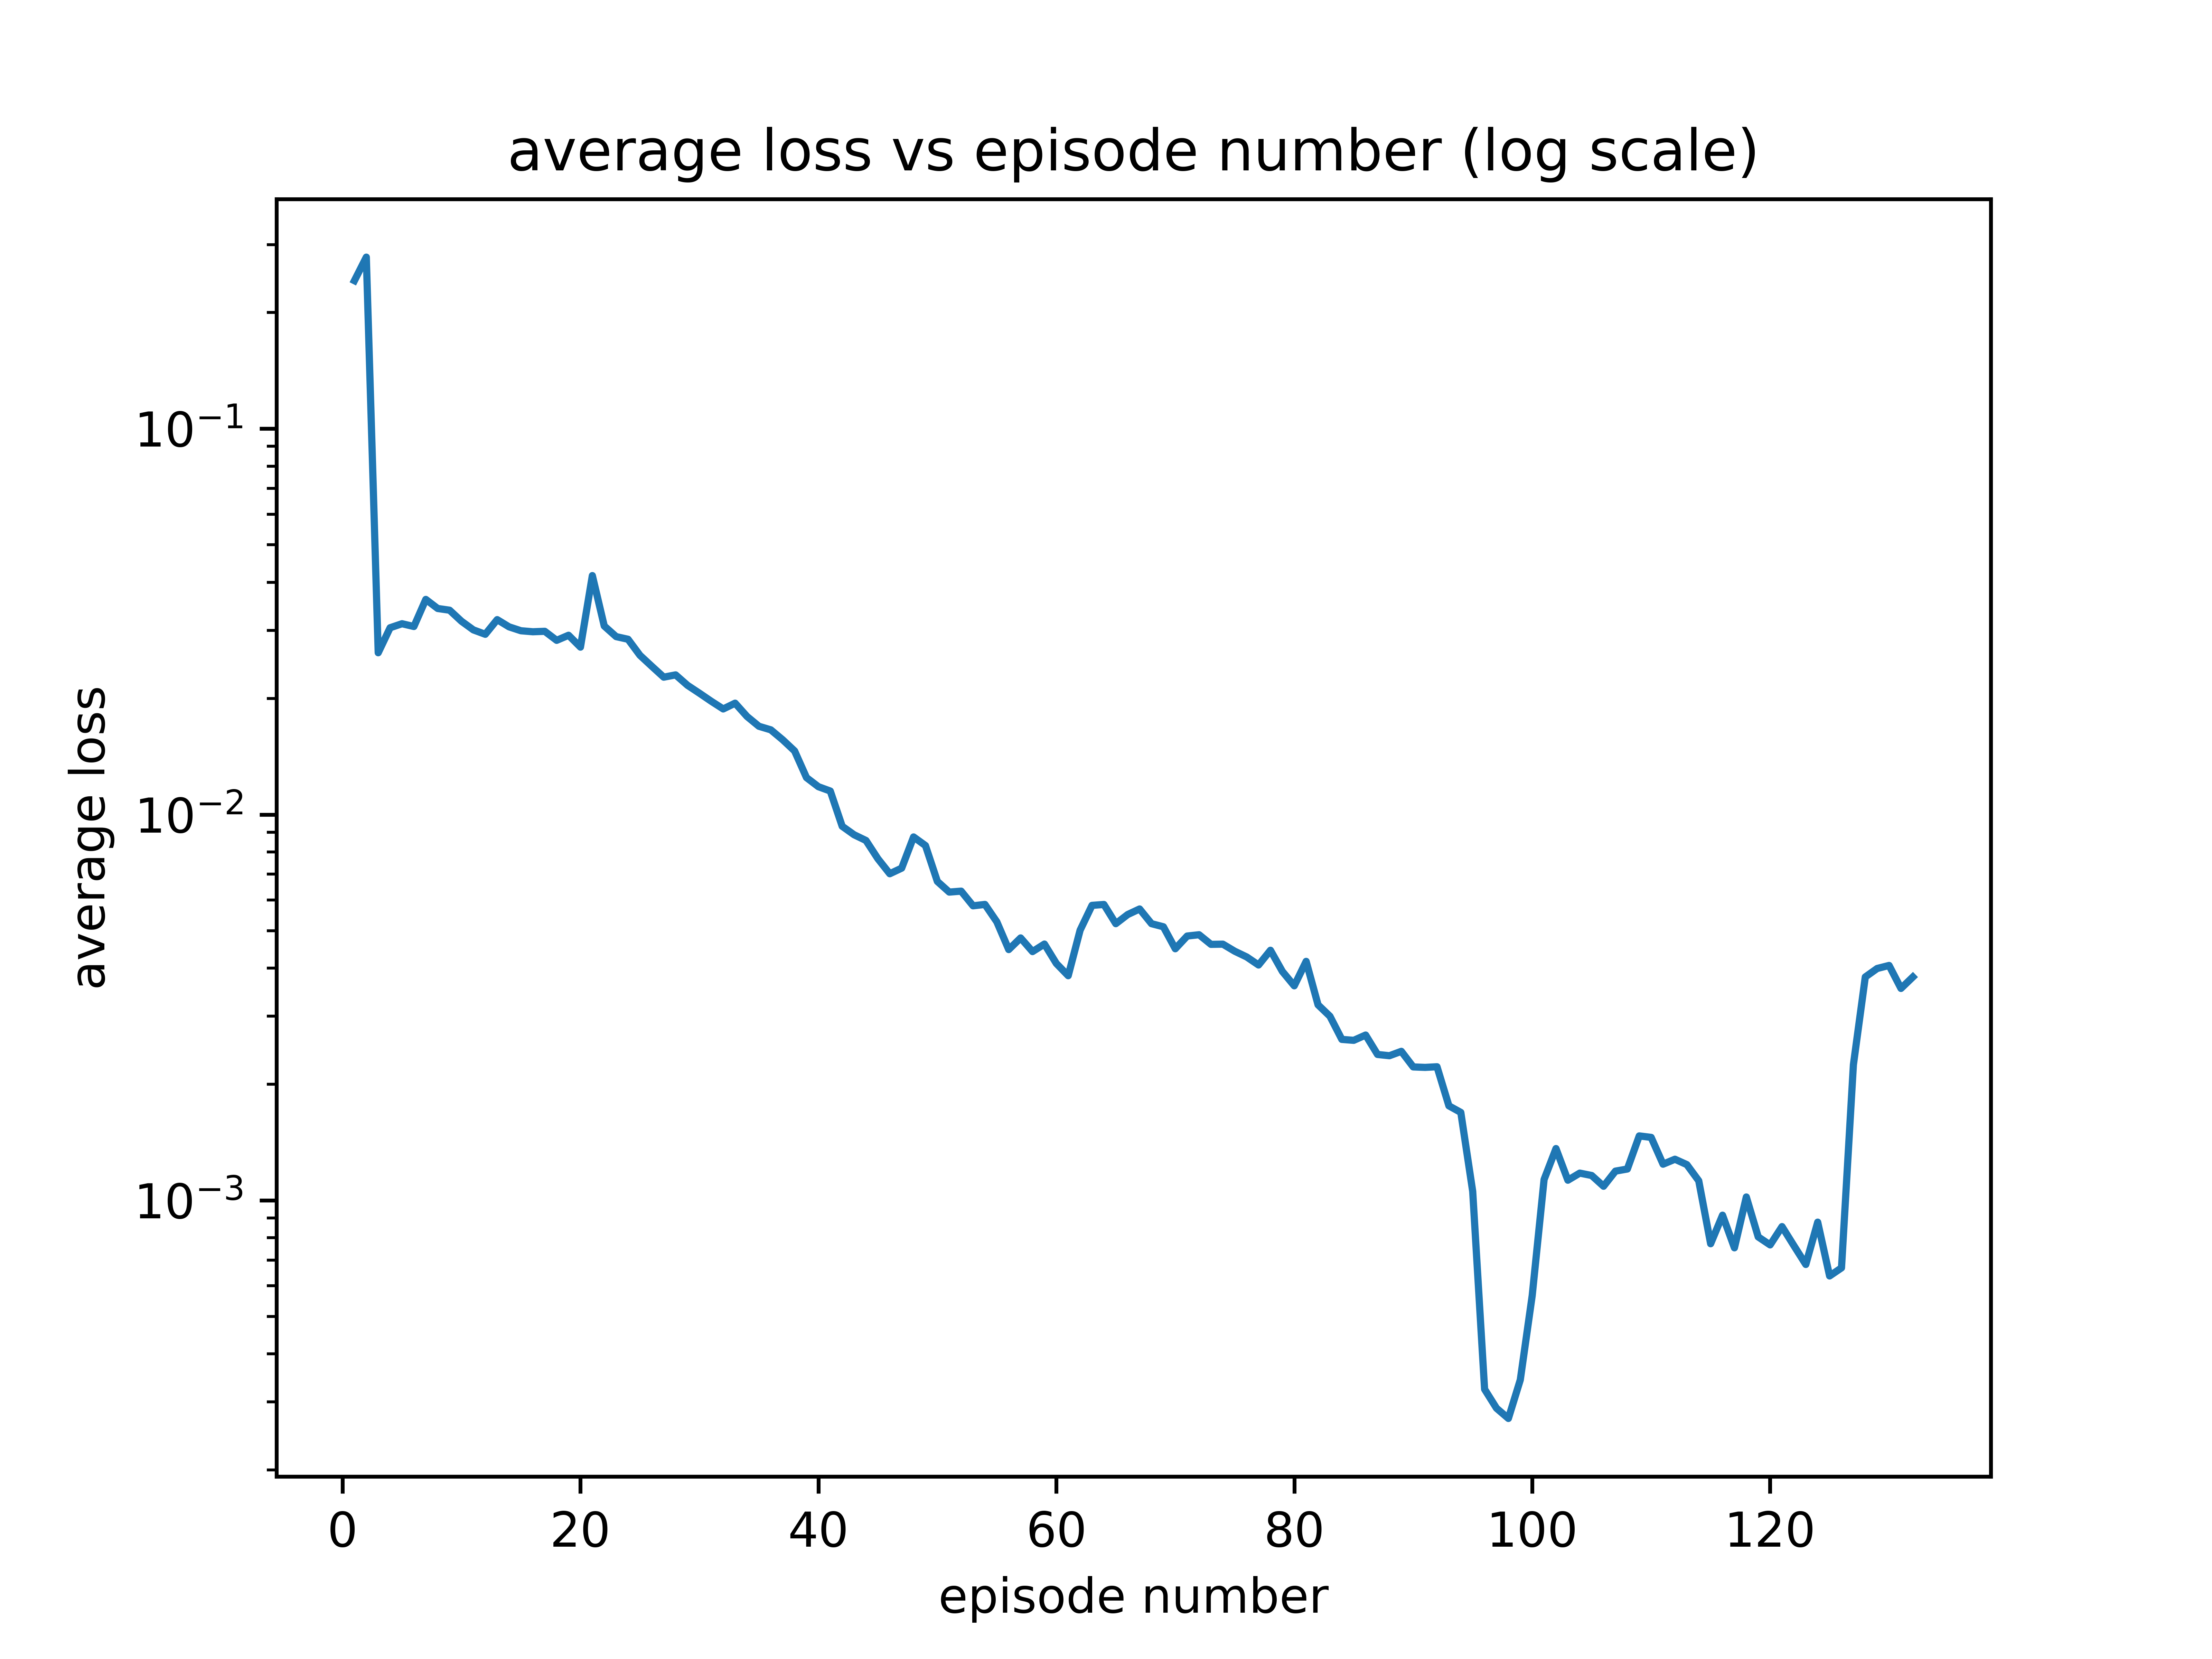 average loss vs episode number (log scale)
average loss
10⁻¹
10⁻²
10⁻³
0 20 40 60 80 100 120
episode number